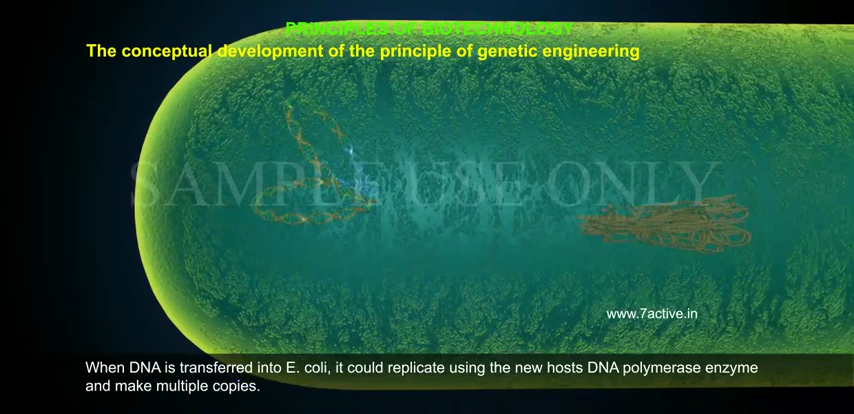 PRINCIPLES OF BIOTECHNOLOGY
The conceptual development of the principle of genetic engineering
SAMPLE USE ONLY
www.7active.in
When DNA is transferred into E. coli, it could replicate using the new hosts DNA polymerase enzyme
and make multiple copies.